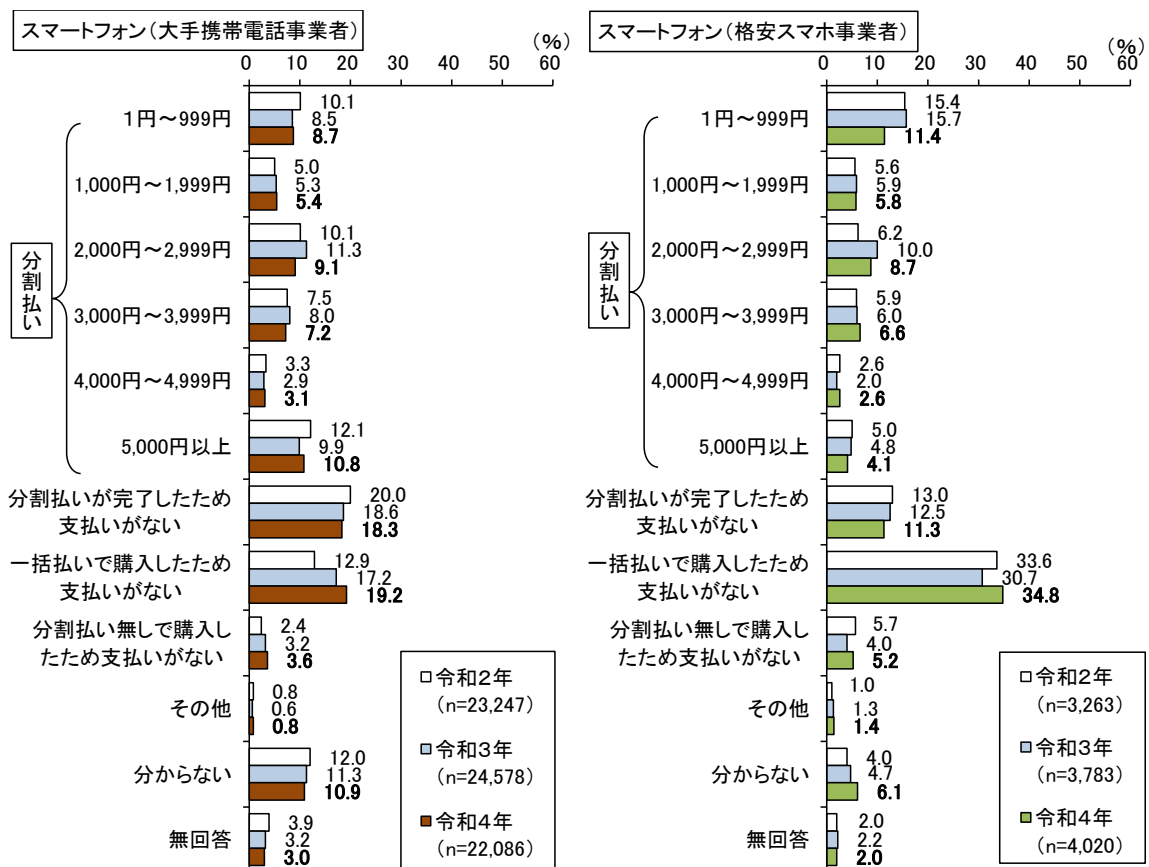 スマートフォン（大手携帯電話事業者）
（%）
0 10 20 30 40 50 60
分割払い
1円～999円
10.1
8.5
8.7
1,000円～1,999円
5.0
5.3
5.4
2,000円～2,999円
10.1
11.3
9.1
3,000円～3,999円
7.5
8.0
7.2
4,000円～4,999円
3.3
2.9
3.1
5,000円以上
12.1
9.9
10.8
分割払いが完了したため
支払いがない
20.0
18.6
18.3
一括払いで購入したため
支払いがない
12.9
17.2
19.2
分割払い無しで購入し
たため支払いがない
2.4
3.2
3.6
その他
0.8
0.6
0.8
分からない
12.0
11.3
10.9
無回答
3.9
3.2
3.0
令和２年
（n=23,247）
令和３年
（n=24,578）
令和４年
（n=22,086）
スマートフォン（格安スマホ事業者）
（%）
0 10 20 30 40 50 60
分割払い
1円～999円
15.4
15.7
11.4
1,000円～1,999円
5.6
5.9
5.8
2,000円～2,999円
6.2
10.0
8.7
3,000円～3,999円
5.9
6.0
6.6
4,000円～4,999円
2.6
2.0
2.6
5,000円以上
5.0
4.8
4.1
分割払いが完了したため
支払いがない
13.0
12.5
11.3
一括払いで購入したため
支払いがない
33.6
30.7
34.8
分割払い無しで購入し
たため支払いがない
5.7
4.0
5.2
その他
1.0
1.3
1.4
分からない
4.0
4.7
6.1
無回答
2.0
2.2
2.0
令和２年
（n=3,263）
令和３年
（n=3,783）
令和４年
（n=4,020）